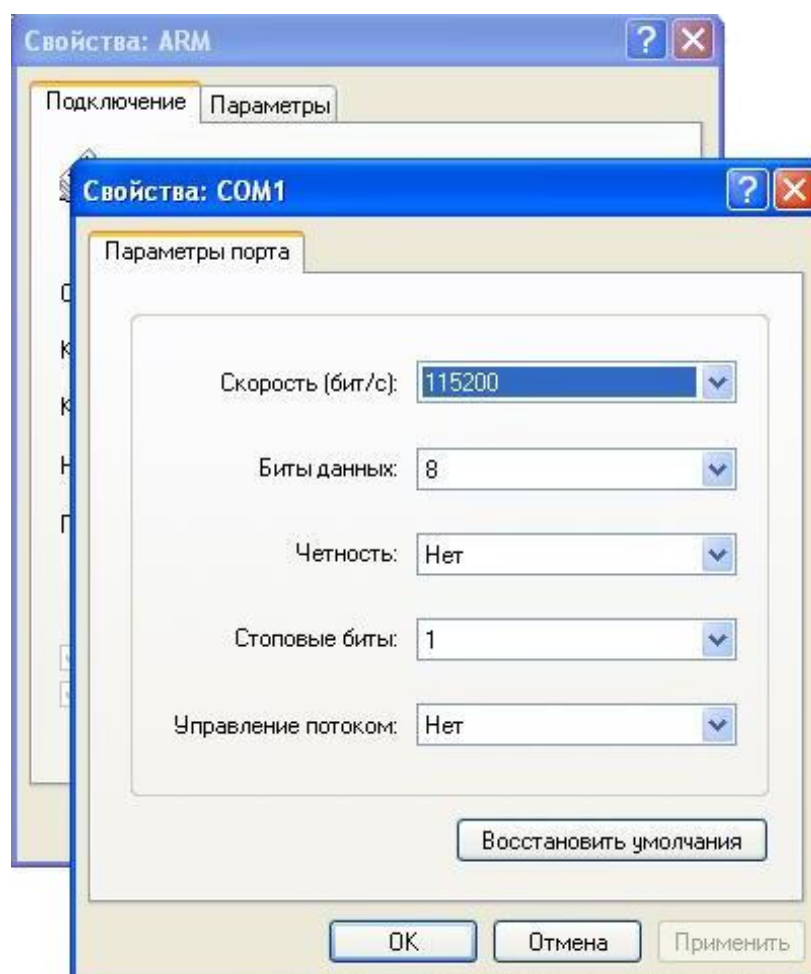 Свойства: ARM
Подключение
Параметры
Свойства: COM1
Параметры порта
Скорость (бит/с): 115200
Биты данных: 8
Четность: Нет
Стоповые биты: 1
Управление потоком: Нет
Восстановить умолчания
OK
Отмена
Применить